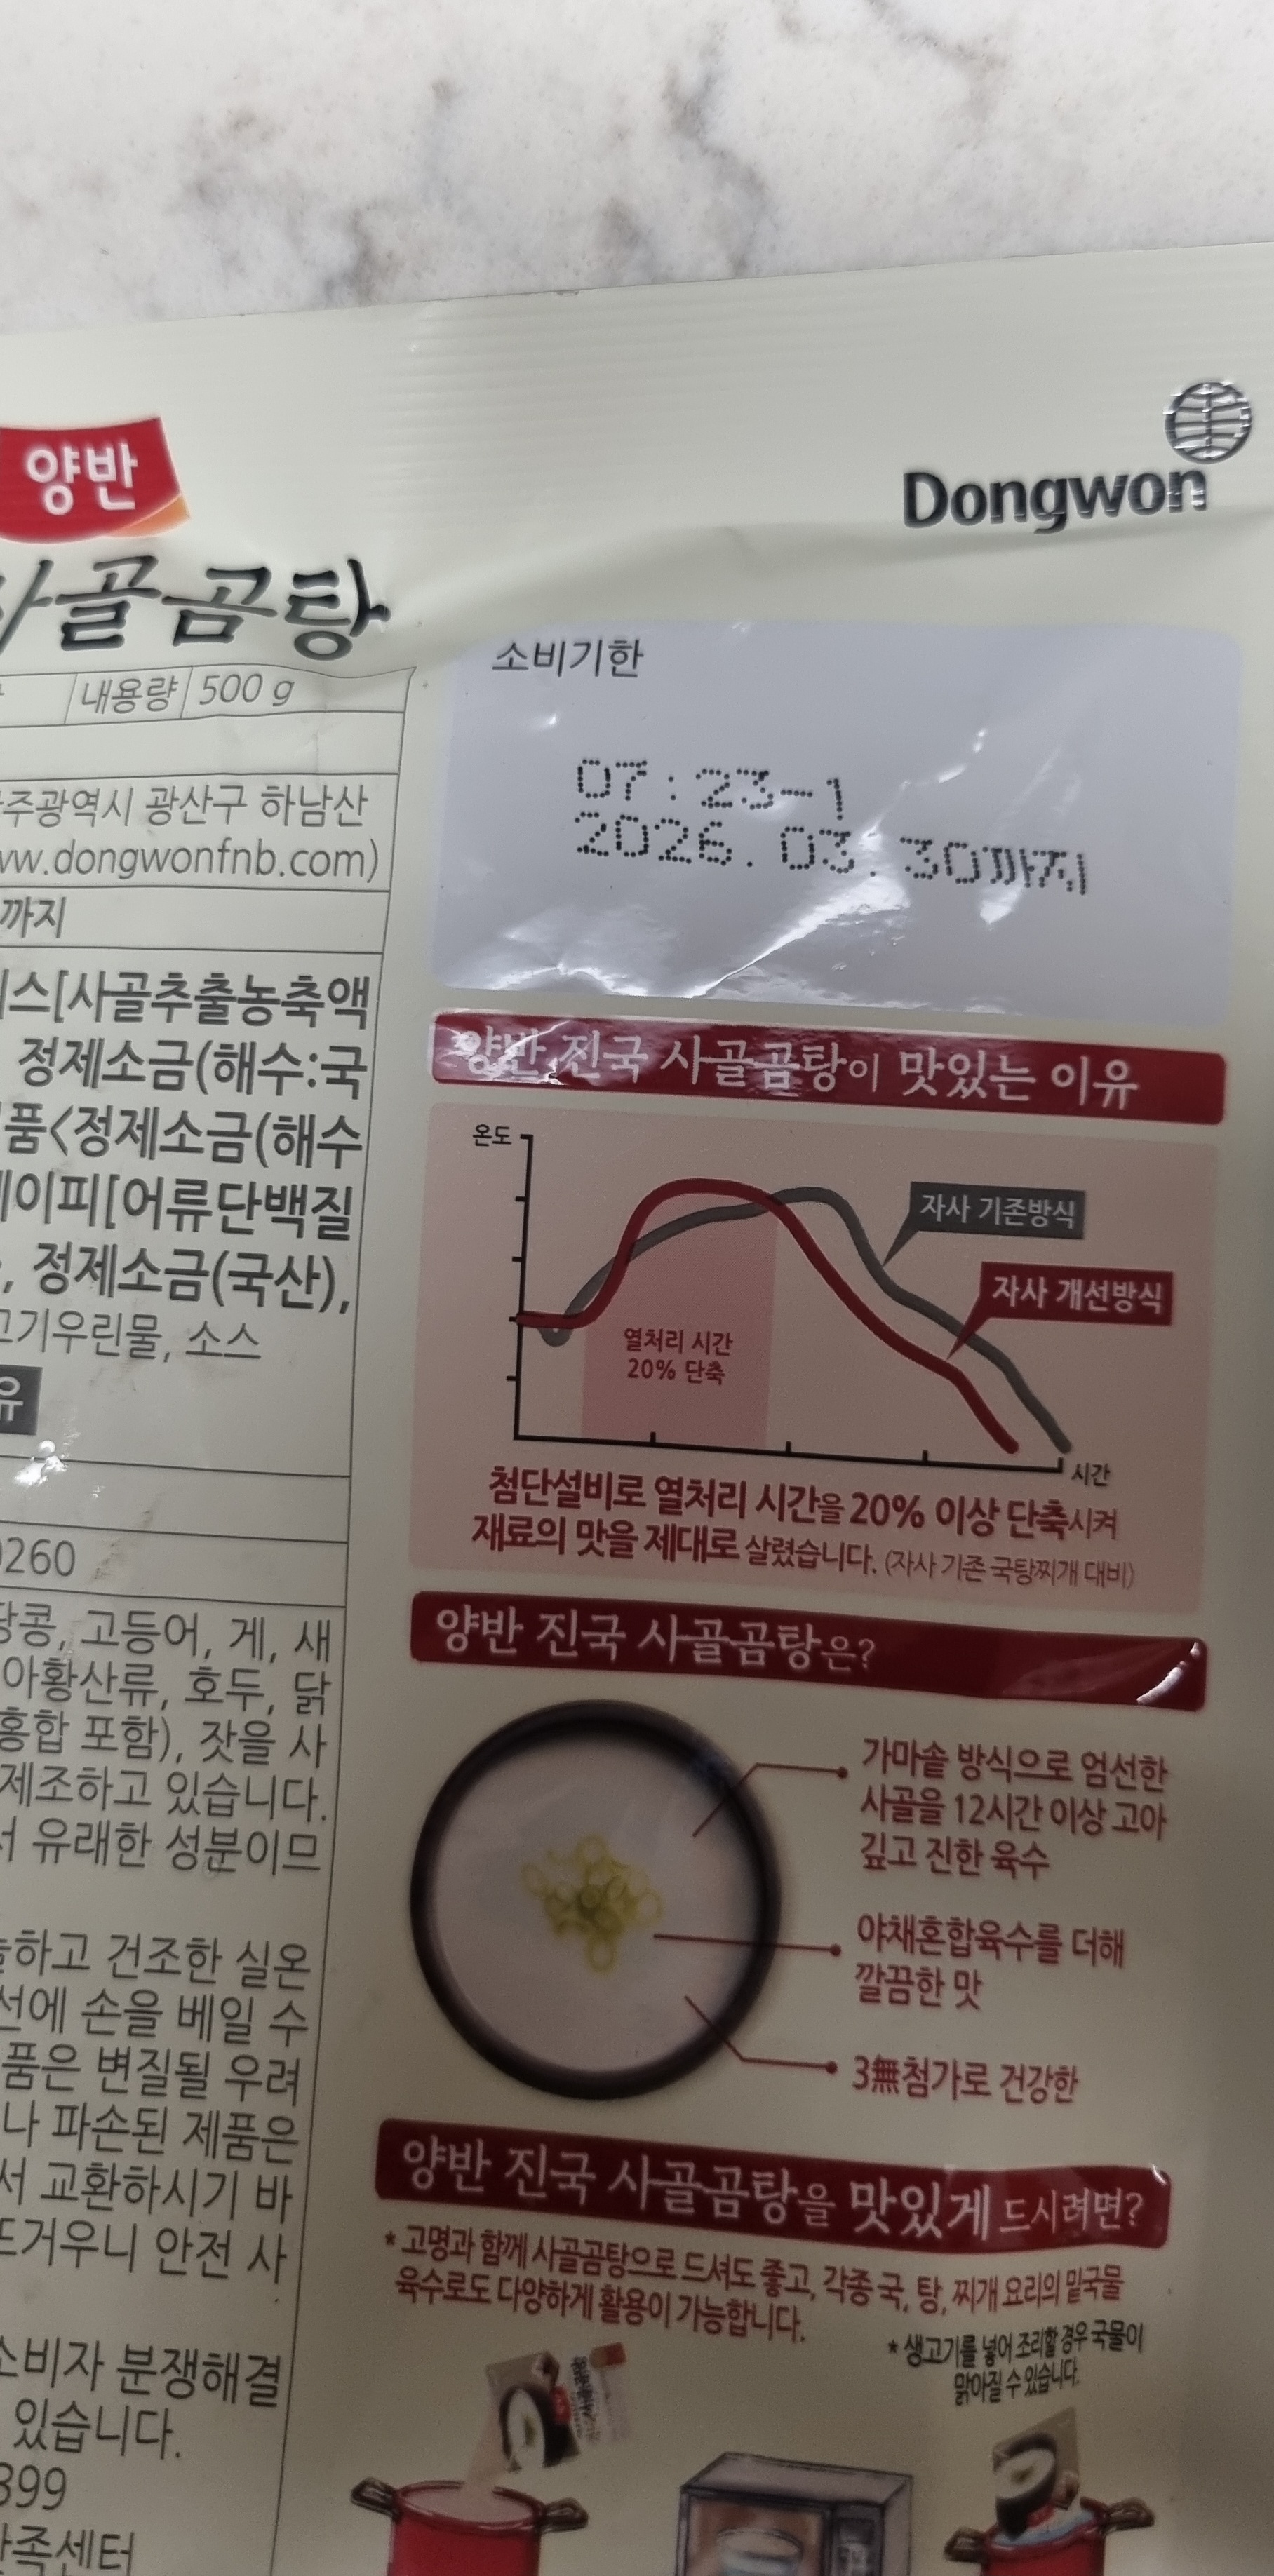 양반
Dongwon
사골곰탕
내용량 500 g
소비기한
07:23-1
2026.03.30까지
주광역시 광산구 하남산
ww.dongwonfnb.com)
까지
스[사골추출농축액
정제소금(해수:국
품<정제소금(해수
이피[어류단백질
, 정제소금(국산),
고기우린물, 소스
유
0260
땅콩, 고등어, 게, 새
아황산류, 호두, 닭
홍합 포함), 잣을 사
제조하고 있습니다.
서 유래한 성분이므
늘하고 건조한 실온
선에 손을 베일 수
품은 변질될 우려
나 파손된 제품은
서 교환하시기 바
뜨거우니 안전 사
소비자 분쟁해결
있습니다.
399
만족센터
양반 진국 사골곰탕이 맛있는 이유
온도
자사 기존방식
자사 개선방식
열처리 시간
20% 단축
시간
첨단설비로 열처리 시간을 20% 이상 단축시켜
재료의 맛을 제대로 살렸습니다. (자사 기존 국탕찌개 대비)
양반 진국 사골곰탕은?
가마솥 방식으로 엄선한
사골을 12시간 이상 고아
깊고 진한 육수
야채혼합육수를 더해
깔끔한 맛
3無첨가로 건강한
양반 진국 사골곰탕을 맛있게 드시려면?
* 고명과 함께 사골곰탕으로 드셔도 좋고, 각종 국, 탕, 찌개 요리의 밑국물
육수로도 다양하게 활용이 가능합니다.
* 생고기를 넣어 조리할 경우 국물이
맑아질 수 있습니다.